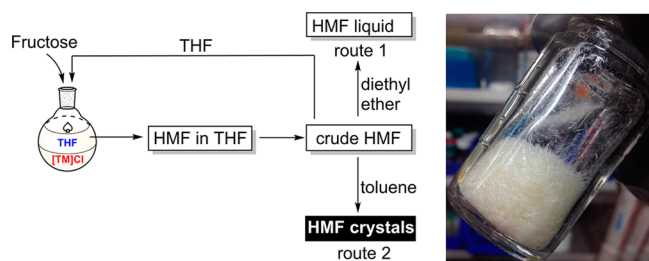 Fructose
THF
THF
[TM]Cl
HMF in THF
crude HMF
HMF liquid
route 1
diethyl
ether
toluene
HMF crystals
route 2